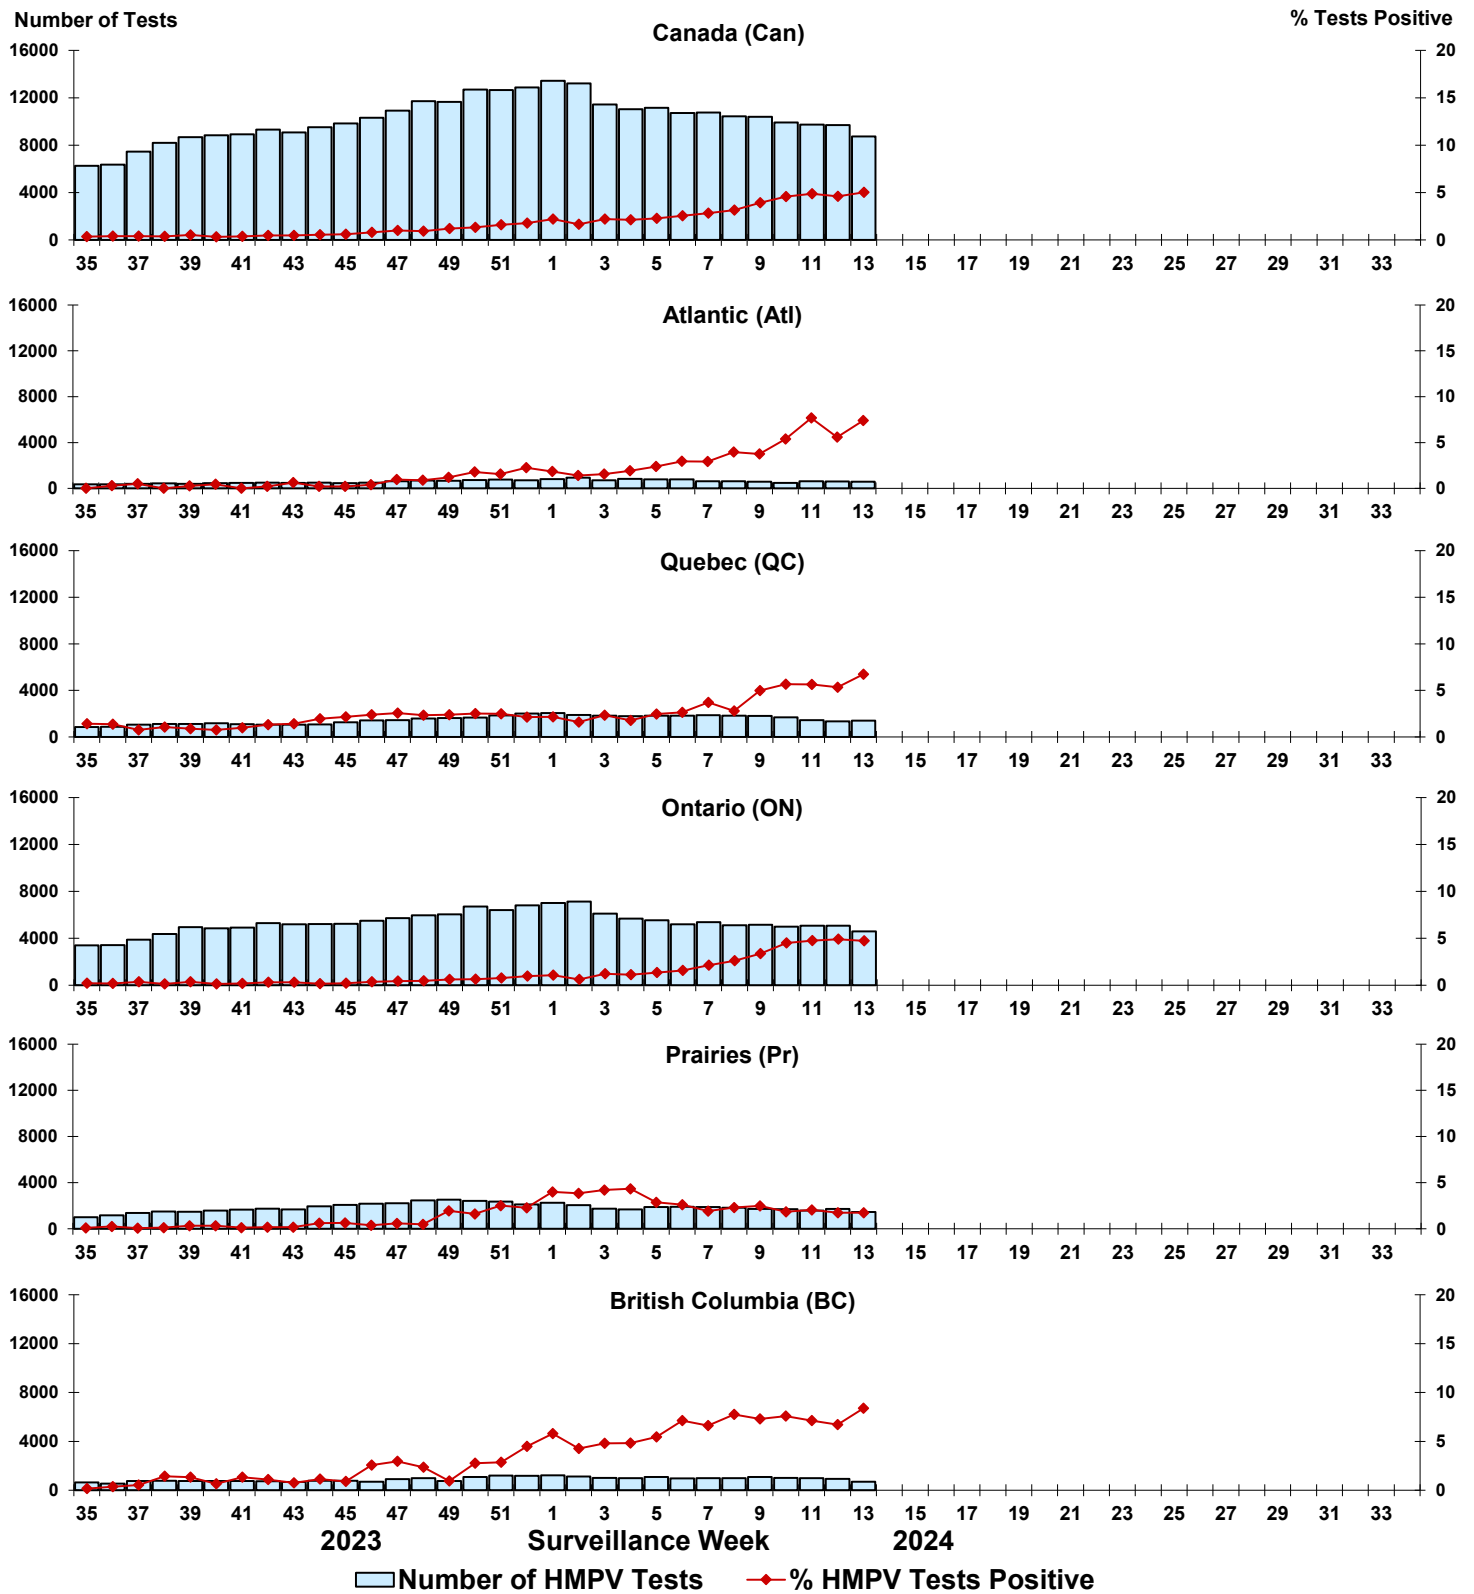 Number of Tests % Tests Positive
Canada (Can)
16000 20
12000 15
8000 10
4000 5
0 0
35 37 39 41 43 45 47 49 51 1 3 5 7 9 11 13 15 17 19 21 23 25 27 29 31 33
Atlantic (Atl)
16000 20
12000 15
8000 10
4000 5
0 0
35 37 39 41 43 45 47 49 51 1 3 5 7 9 11 13 15 17 19 21 23 25 27 29 31 33
Quebec (QC)
16000 20
12000 15
8000 10
4000 5
0 0
35 37 39 41 43 45 47 49 51 1 3 5 7 9 11 13 15 17 19 21 23 25 27 29 31 33
Ontario (ON)
16000 20
12000 15
8000 10
4000 5
0 0
35 37 39 41 43 45 47 49 51 1 3 5 7 9 11 13 15 17 19 21 23 25 27 29 31 33
Prairies (Pr)
16000 20
12000 15
8000 10
4000 5
0 0
35 37 39 41 43 45 47 49 51 1 3 5 7 9 11 13 15 17 19 21 23 25 27 29 31 33
British Columbia (BC)
16000 20
12000 15
8000 10
4000 5
0 0
35 37 39 41 43 45 47 49 51 1 3 5 7 9 11 13 15 17 19 21 23 25 27 29 31 33
2023 Surveillance Week 2024
Number of HMPV Tests % HMPV Tests Positive